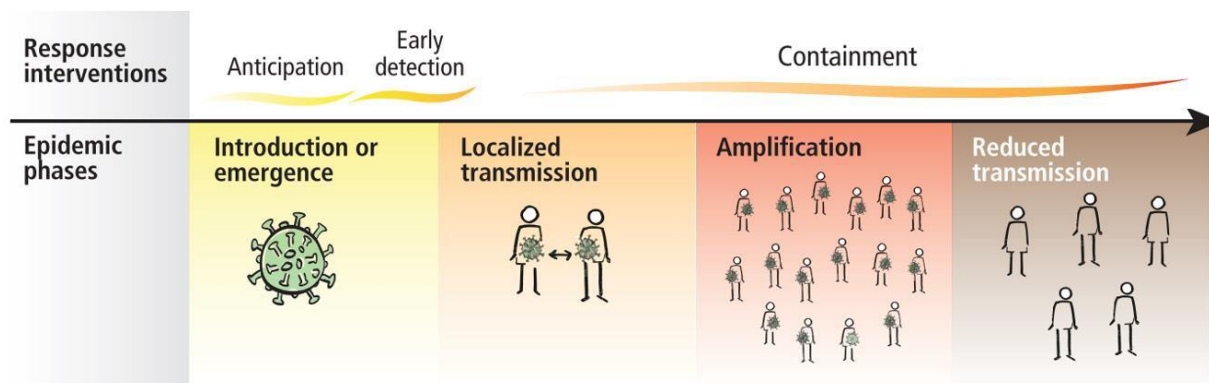 Response
interventions
Anticipation
Early
detection
Containment
Epidemic
phases
Introduction or
emergence
Localized
transmission
Amplification
Reduced
transmission